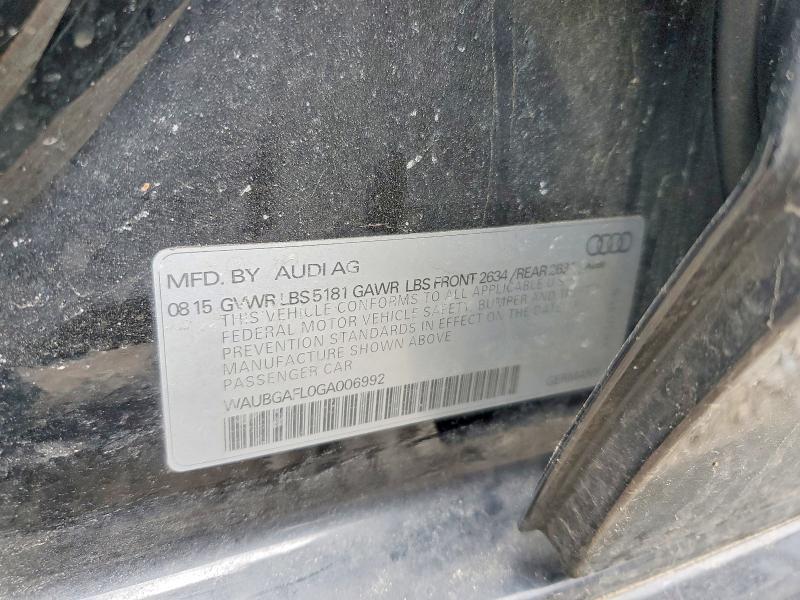 MFD. BY AUDI AG
Audi
08 15 GVWR LBS 5181 GAWR LBS FRONT 2634 / REAR
THIS VEHICLE CONFORMS TO ALL APPLICABLE U.S.
FEDERAL MOTOR VEHICLE SAFETY, BUMPER AND
PREVENTION STANDARDS IN EFFECT ON THE DATE
MANUFACTURE SHOWN ABOVE
PASSENGER CAR
WAUBGAFL0GA006992
GERMANY